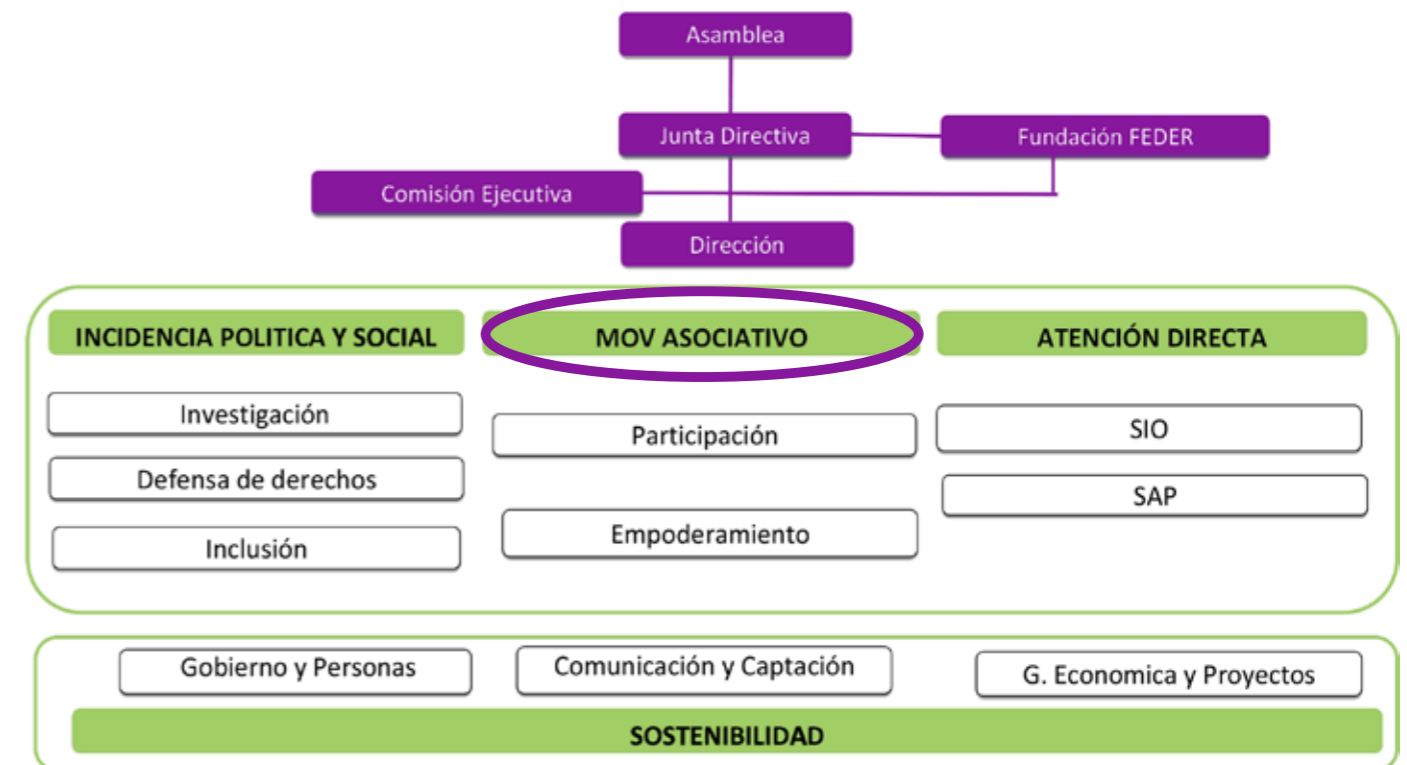 Asamblea
Junta Directiva
Fundación FEDER
Comisión Ejecutiva
Dirección
INCIDENCIA POLITICA Y SOCIAL
MOV ASOCIATIVO
ATENCIÓN DIRECTA
Investigación
Participación
SIO
Defensa de derechos
SAP
Empoderamiento
Inclusión
Gobierno y Personas
Comunicación y Captación
G. Economica y Proyectos
SOSTENIBILIDAD